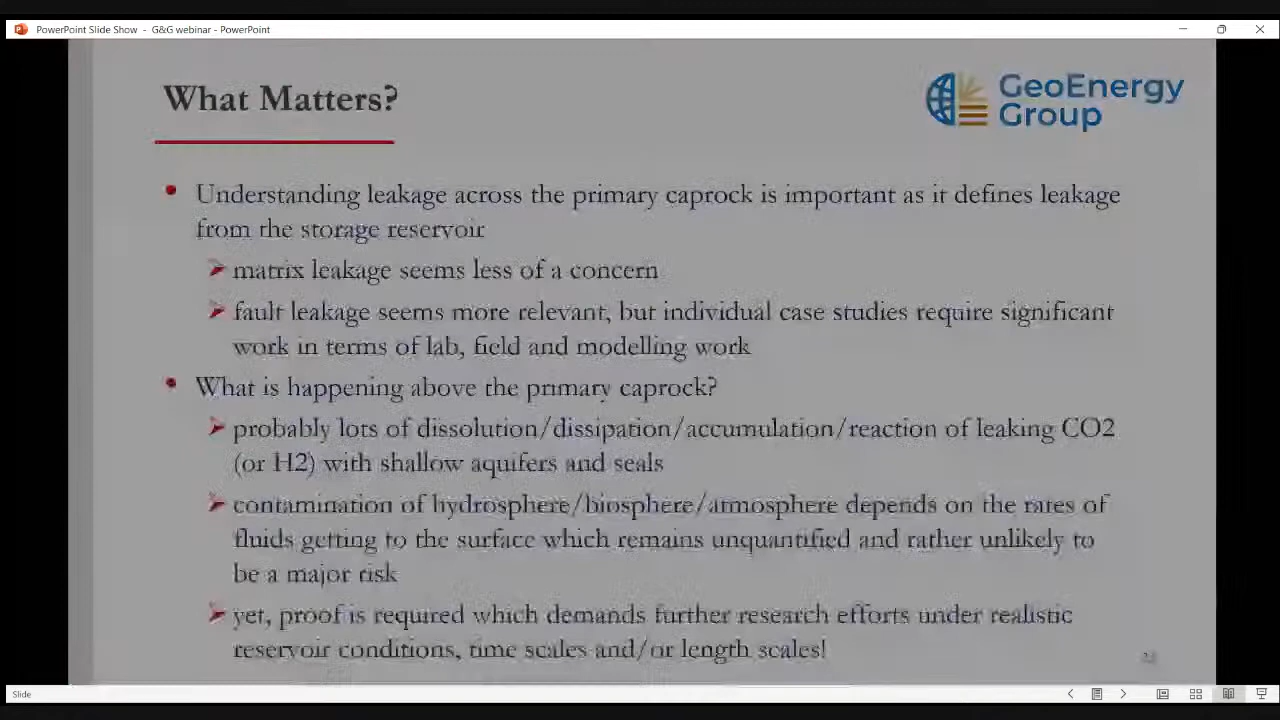 PowerPoint Slide Show - G&G webinar - PowerPoint
What Matters?
GeoEnergy
Group
Understanding leakage across the primary caprock is important as it defines leakage
from the storage reservoir
matrix leakage seems less of a concern
fault leakage seems more relevant, but individual case studies require significant
work in terms of lab, field and modelling work
What is happening above the primary caprock?
probably lots of dissolution/dissipation/accumulation/reaction of leaking CO2
(or H2) with shallow aquifers and seals
contamination of hydrosphere/biosphere/atmosphere depends on the rates of
fluids getting to the surface which remains unquantified and rather unlikely to
be a major risk
yet, proof is required which demands further research efforts under realistic
reservoir conditions, time scales and/or length scales!
Slide